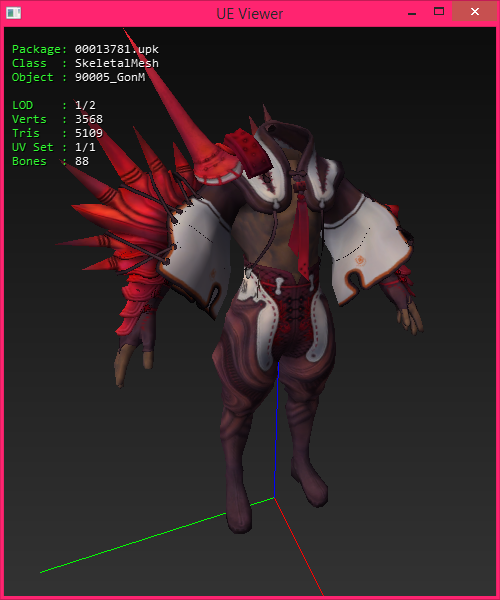 UE Viewer
Package: 00013781.upk
Class : SkeletalMesh
Object : 90005_GonM
LOD : 1/2
Verts : 3568
Tris : 5109
UV Set : 1/1
Bones : 88